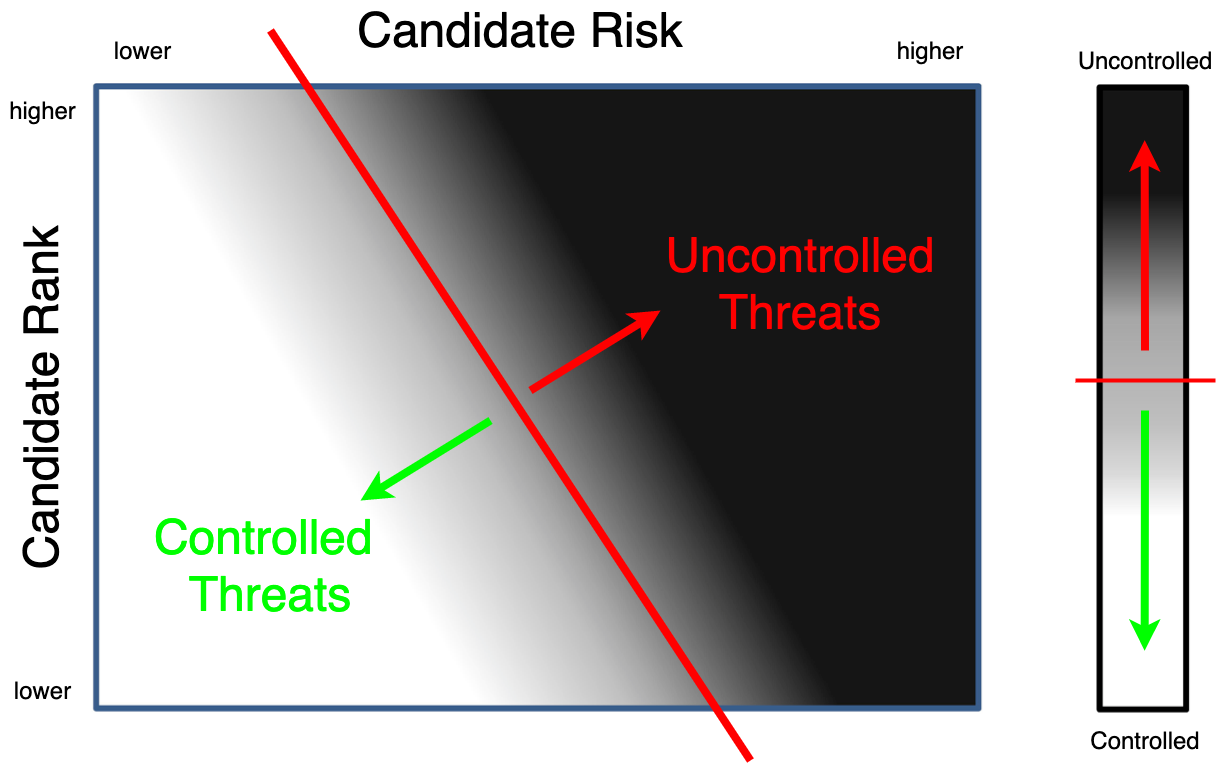 Candidate Risk
lower
higher
Uncontrolled
higher
Candidate Rank
Uncontrolled
Threats
Controlled
Threats
lower
Controlled